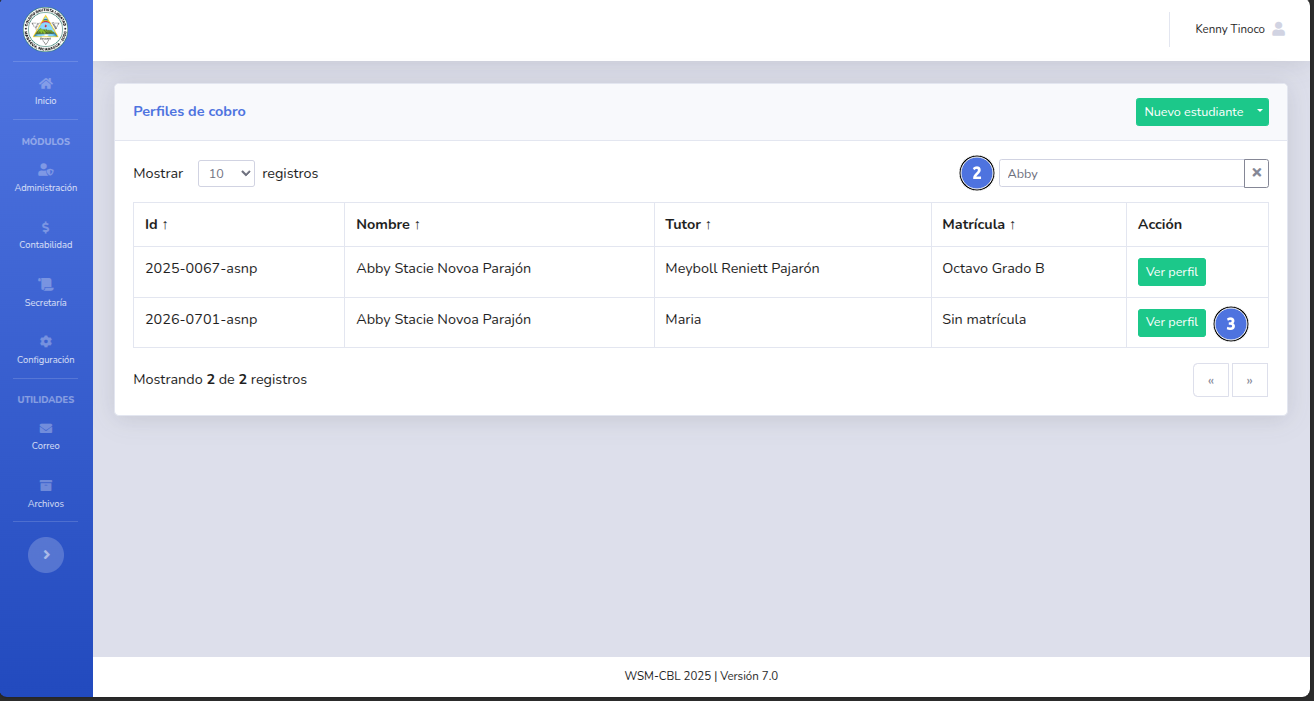 Kenny Tinoco
Inicio
MÓDULOS
Administración
Contabilidad
Secretaría
Configuración
UTILIDADES
Correo
Archivos
Perfiles de cobro
Nuevo estudiante
Mostrar 10 registros
2 Abby ×
Id ↑ Nombre ↑ Tutor ↑ Matrícula ↑ Acción
2025-0067-asnp Abby Stacie Novoa Parajón Meyboll Reniett Pajarón Octavo Grado B Ver perfil
2026-0701-asnp Abby Stacie Novoa Parajón Maria Sin matrícula Ver perfil 3
Mostrando 2 de 2 registros « »
WSM-CBL 2025 | Versión 7.0